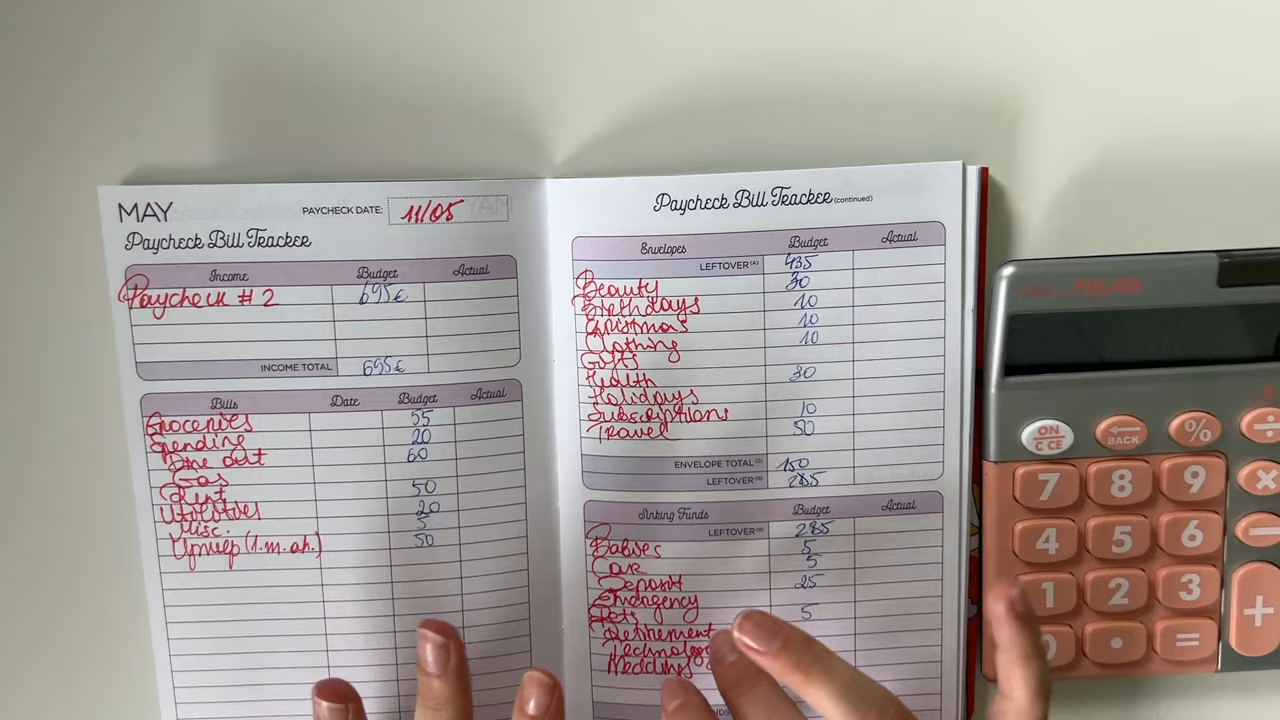 MAY
PAYCHECK DATE: 11/05
Paycheck Bill Tracker
Income Budget Actual
Paycheck #2 695€
INCOME TOTAL 695€
Bills Date Budget Actual
Groceries 55
Spending 20
Dine out 60
Gas
Rent 50
Utilities 20
Misc. 5
(1.m.ah.) 50
Paycheck Bill Tracker (continued)
Envelopes Budget Actual
LEFTOVER (A) 435
Beauty 30
Birthdays 10
Christmas 10
Clothing 10
Gifts
Health 30
Holidays
Subscriptions 10
Travel 50
ENVELOPE TOTAL (2) 150
LEFTOVER (B) 285
Sinking Funds Budget Actual
LEFTOVER (B) 285
Babies 5
Car 5
Deposit 25
Emergency
Pets 5
Retirement
Technology
Weddings
MILAN
ON/C CE
BACK
%
÷
7 8 9 ×
4 5 6 −
1 2 3 +
0 . =